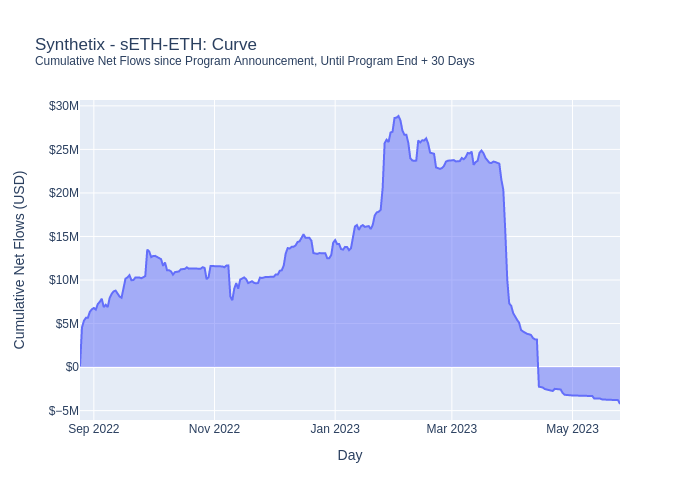 Synthetix - sETH-ETH: Curve
Cumulative Net Flows since Program Announcement, Until Program End + 30 Days
Cumulative Net Flows (USD)
$30M
$25M
$20M
$15M
$10M
$5M
$0
$−5M
Sep 2022 Nov 2022 Jan 2023 Mar 2023 May 2023
Day